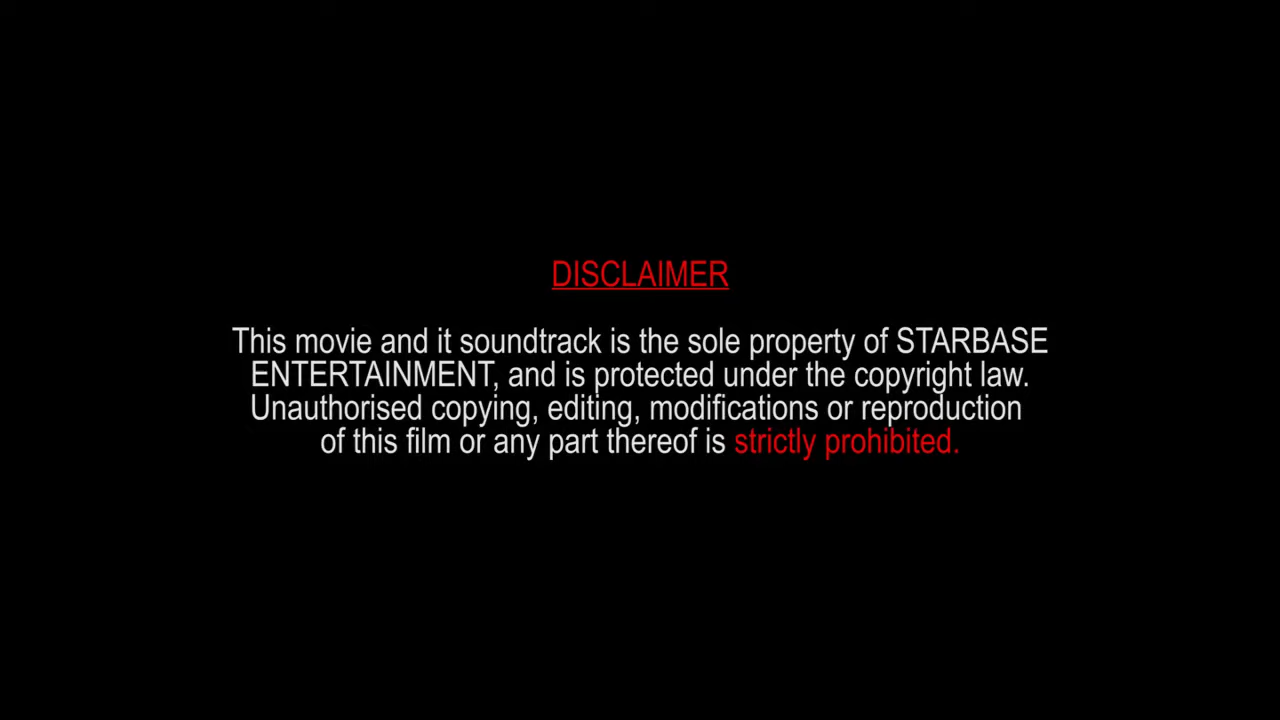 DISCLAIMER
This movie and it soundtrack is the sole property of STARBASE
ENTERTAINMENT, and is protected under the copyright law.
Unauthorised copying, editing, modifications or reproduction
of this film or any part thereof is strictly prohibited.